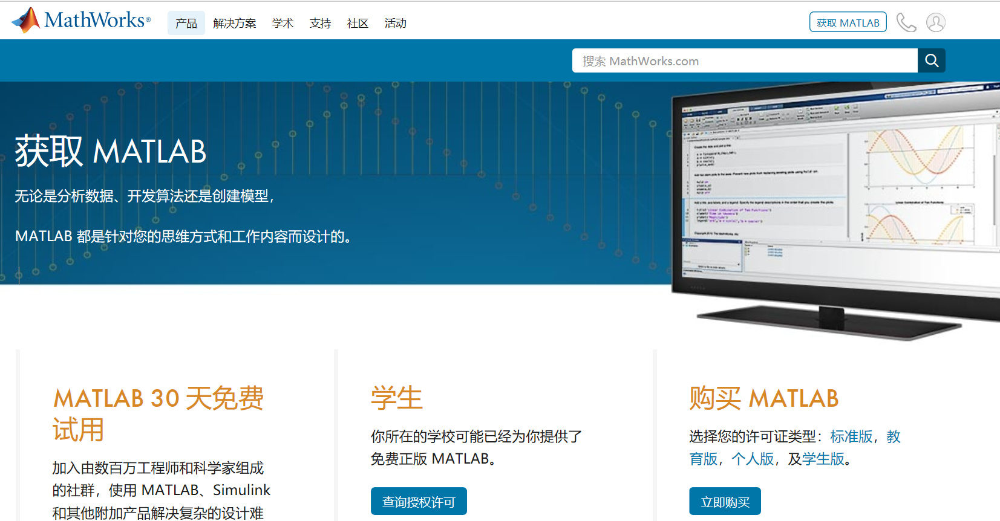 MathWorks®
产品 解决方案 学术 支持 社区 活动
获取 MATLAB
搜索 MathWorks.com
获取 MATLAB
无论是分析数据、开发算法还是创建模型，
MATLAB 都是针对您的思维方式和工作内容而设计的。
MATLAB 30 天免费
试用
加入由数百万工程师和科学家组成
的社群，使用 MATLAB、Simulink
和其他附加产品解决复杂的设计难
学生
你所在的学校可能已经为你提供了
免费正版 MATLAB。
查询授权许可
购买 MATLAB
选择您的许可证类型：标准版，教
育版，个人版，及学生版。
立即购买